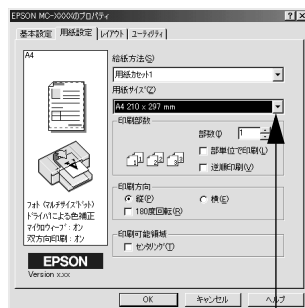 EPSON MC-XXXXのプロパティ
基本設定 用紙設定 レイアウト ユーティリティ
A4
給紙方法(S)
用紙カセット1
用紙サイズ(Z)
A4 210 x 297 mm
印刷部数
部数(I) 1
部単位で印刷(L)
逆順印刷(V)
印刷方向
縦(P) 横(E)
180度回転(R)
印刷可能領域
センタリング(T)
フォト(マルチサイズドット)
ドライバによる色補正
マイクロウィーブ : オン
双方向印刷 : オン
EPSON
Version x.xx
OK キャンセル ヘルプ